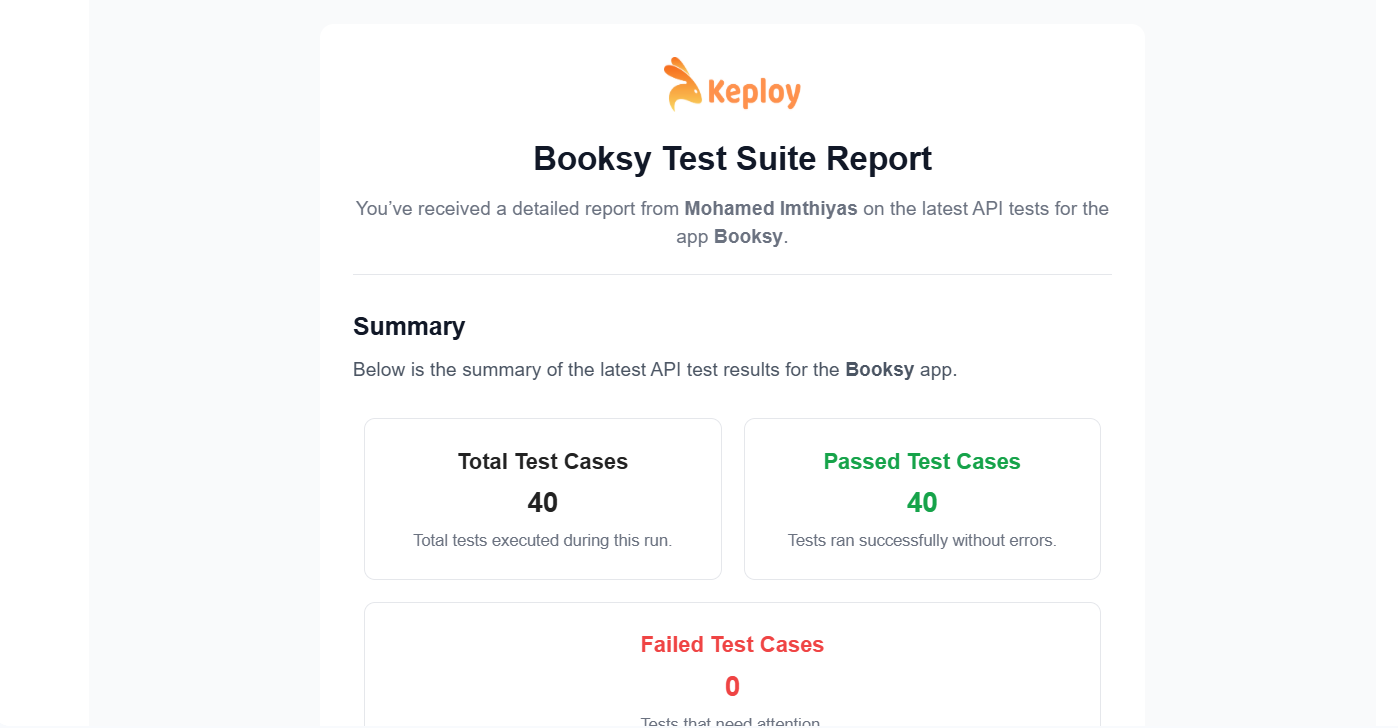 Keploy
Booksy Test Suite Report
You’ve received a detailed report from Mohamed Imthiyas on the latest API tests for the
app Booksy.
Summary
Below is the summary of the latest API test results for the Booksy app.
Total Test Cases
40
Total tests executed during this run.
Passed Test Cases
40
Tests ran successfully without errors.
Failed Test Cases
0
Tests that need attention